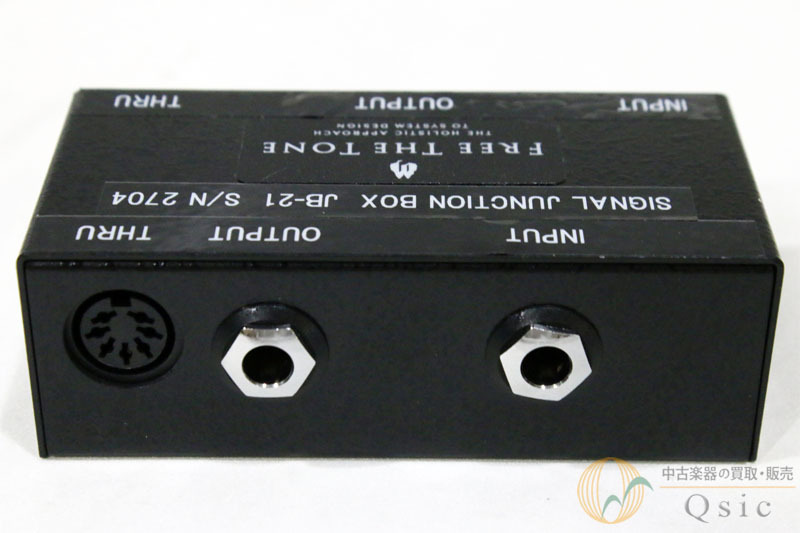 INPUT OUTPUT THRU
SIGNAL JUNCTION BOX JB-21 S/N 2704
FREE THE TONE
THE HOLISTIC APPROACH
TO SYSTEM DESIGN
INPUT OUTPUT THRU
中古楽器の買取・販売
Qsic